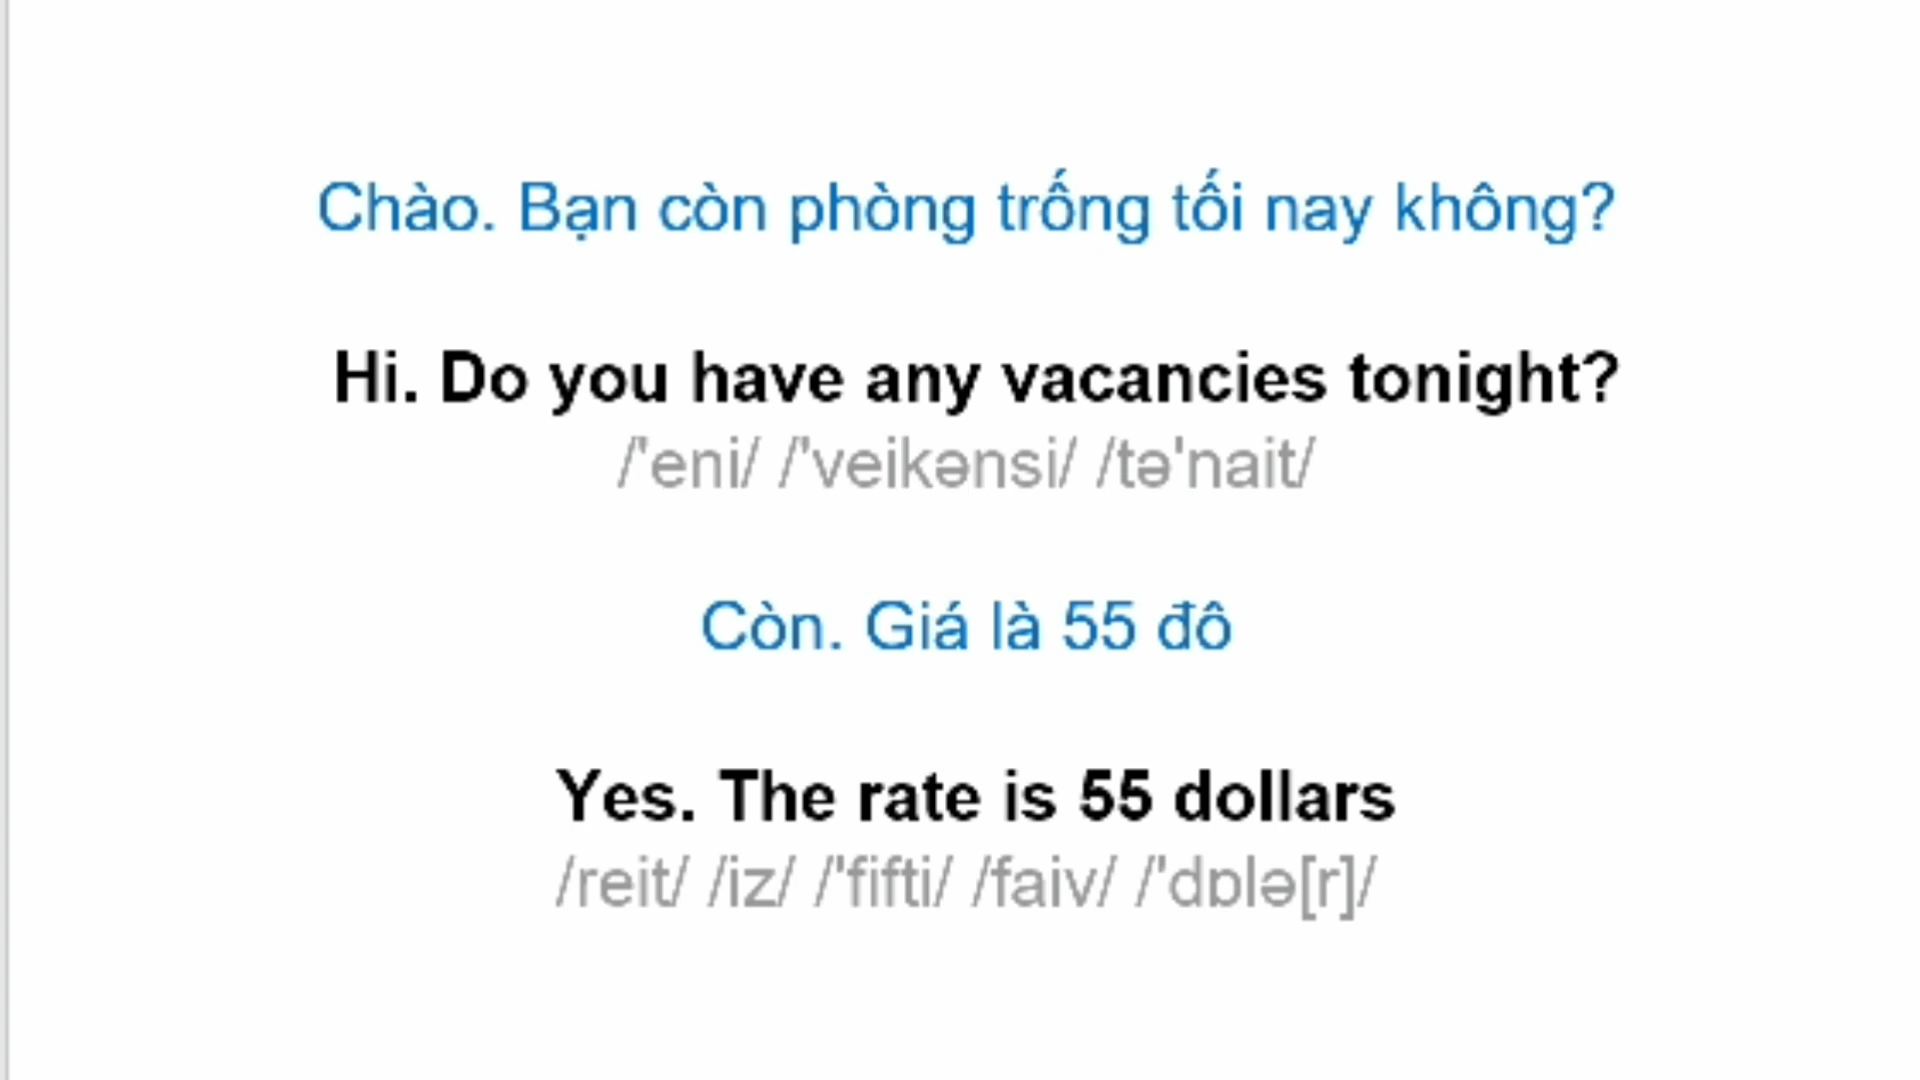 Chào. Bạn còn phòng trống tối nay không?
Hi. Do you have any vacancies tonight?
/'eni/ /'veikənsi/ /tə'nait/
Còn. Giá là 55 đô
Yes. The rate is 55 dollars
/reit/ /iz/ /'fifti/ /faiv/ /'dɒlə[r]/